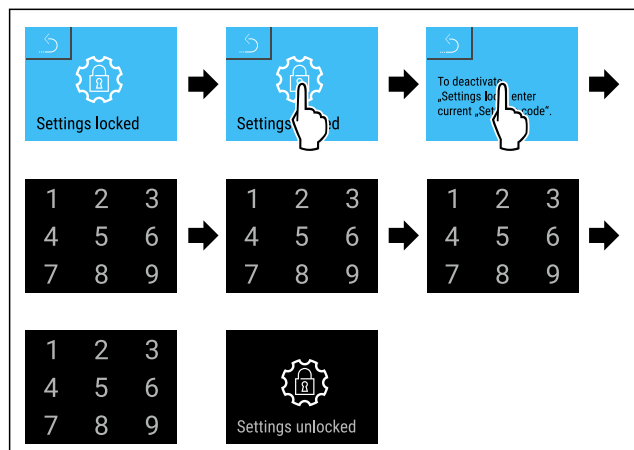 Settings locked
Settings
To deactivate
„Settings enter
current „Set code“.
1 2 3
4 5 6
7 8 9
1 2 3
4 5 6
7 8 9
1 2 3
4 5 6
7 8 9
1 2 3
4 5 6
7 8 9
Settings unlocked